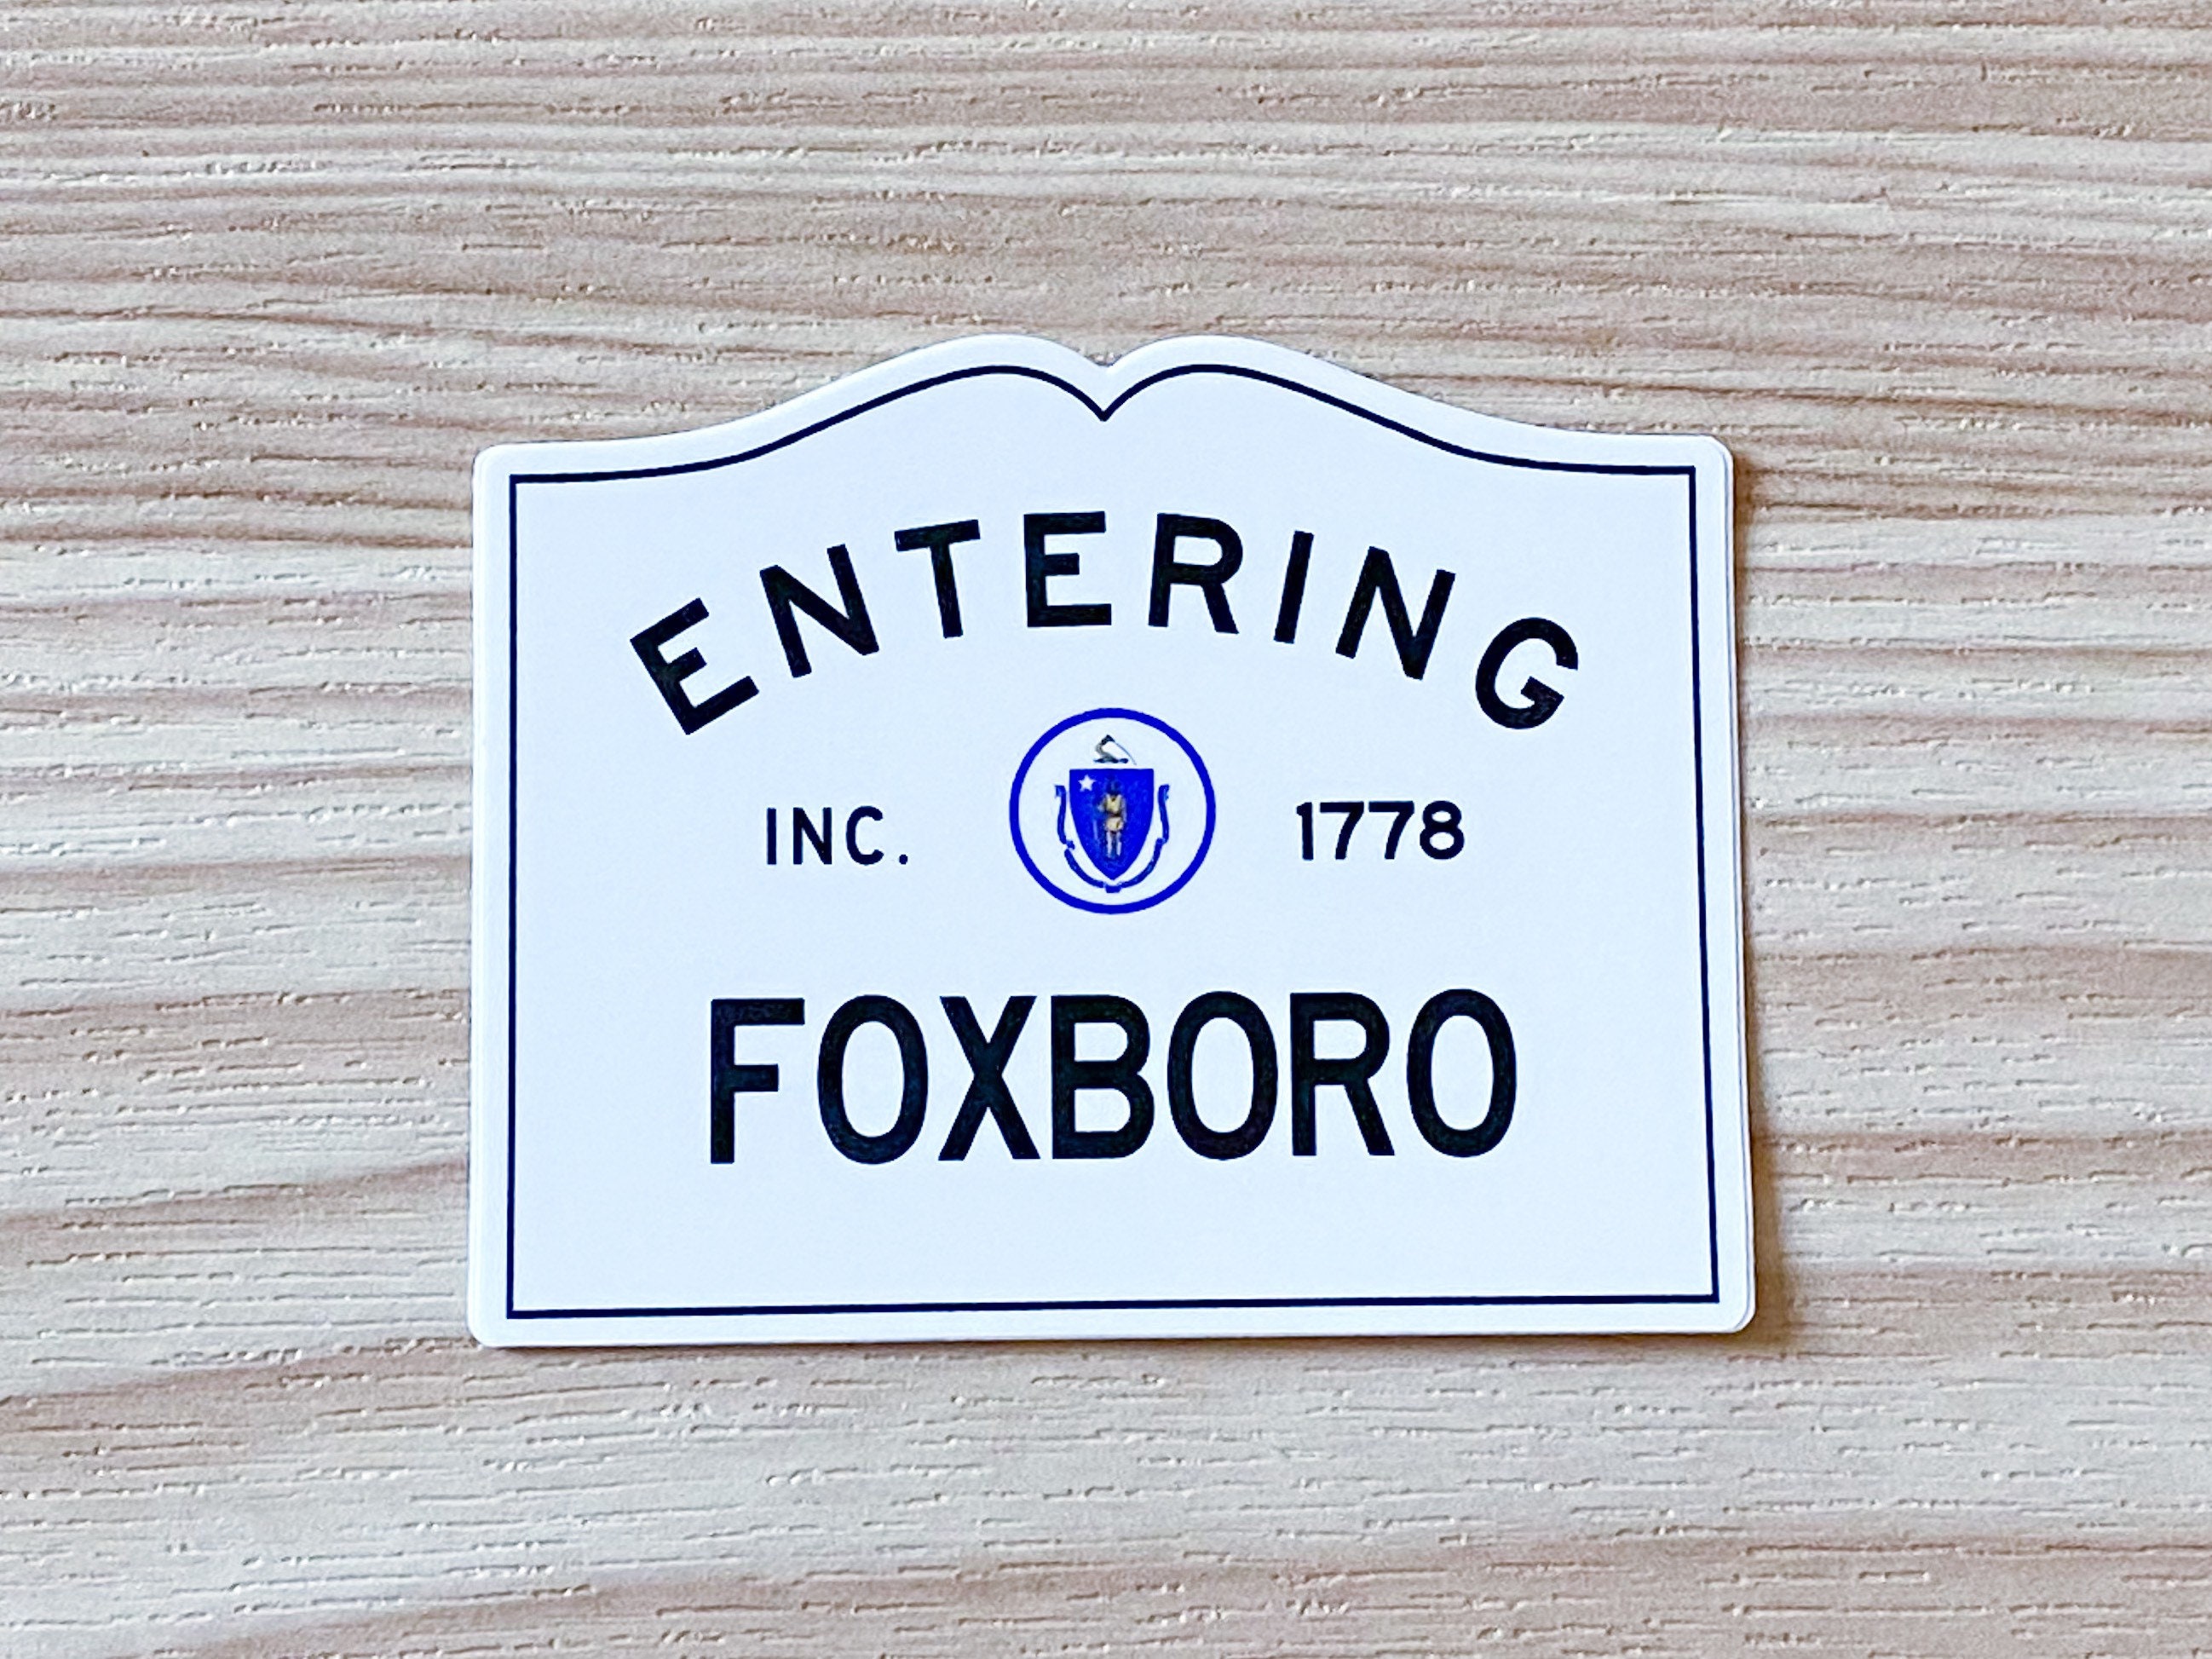 ENTERING
INC. 1778
FOXBORO